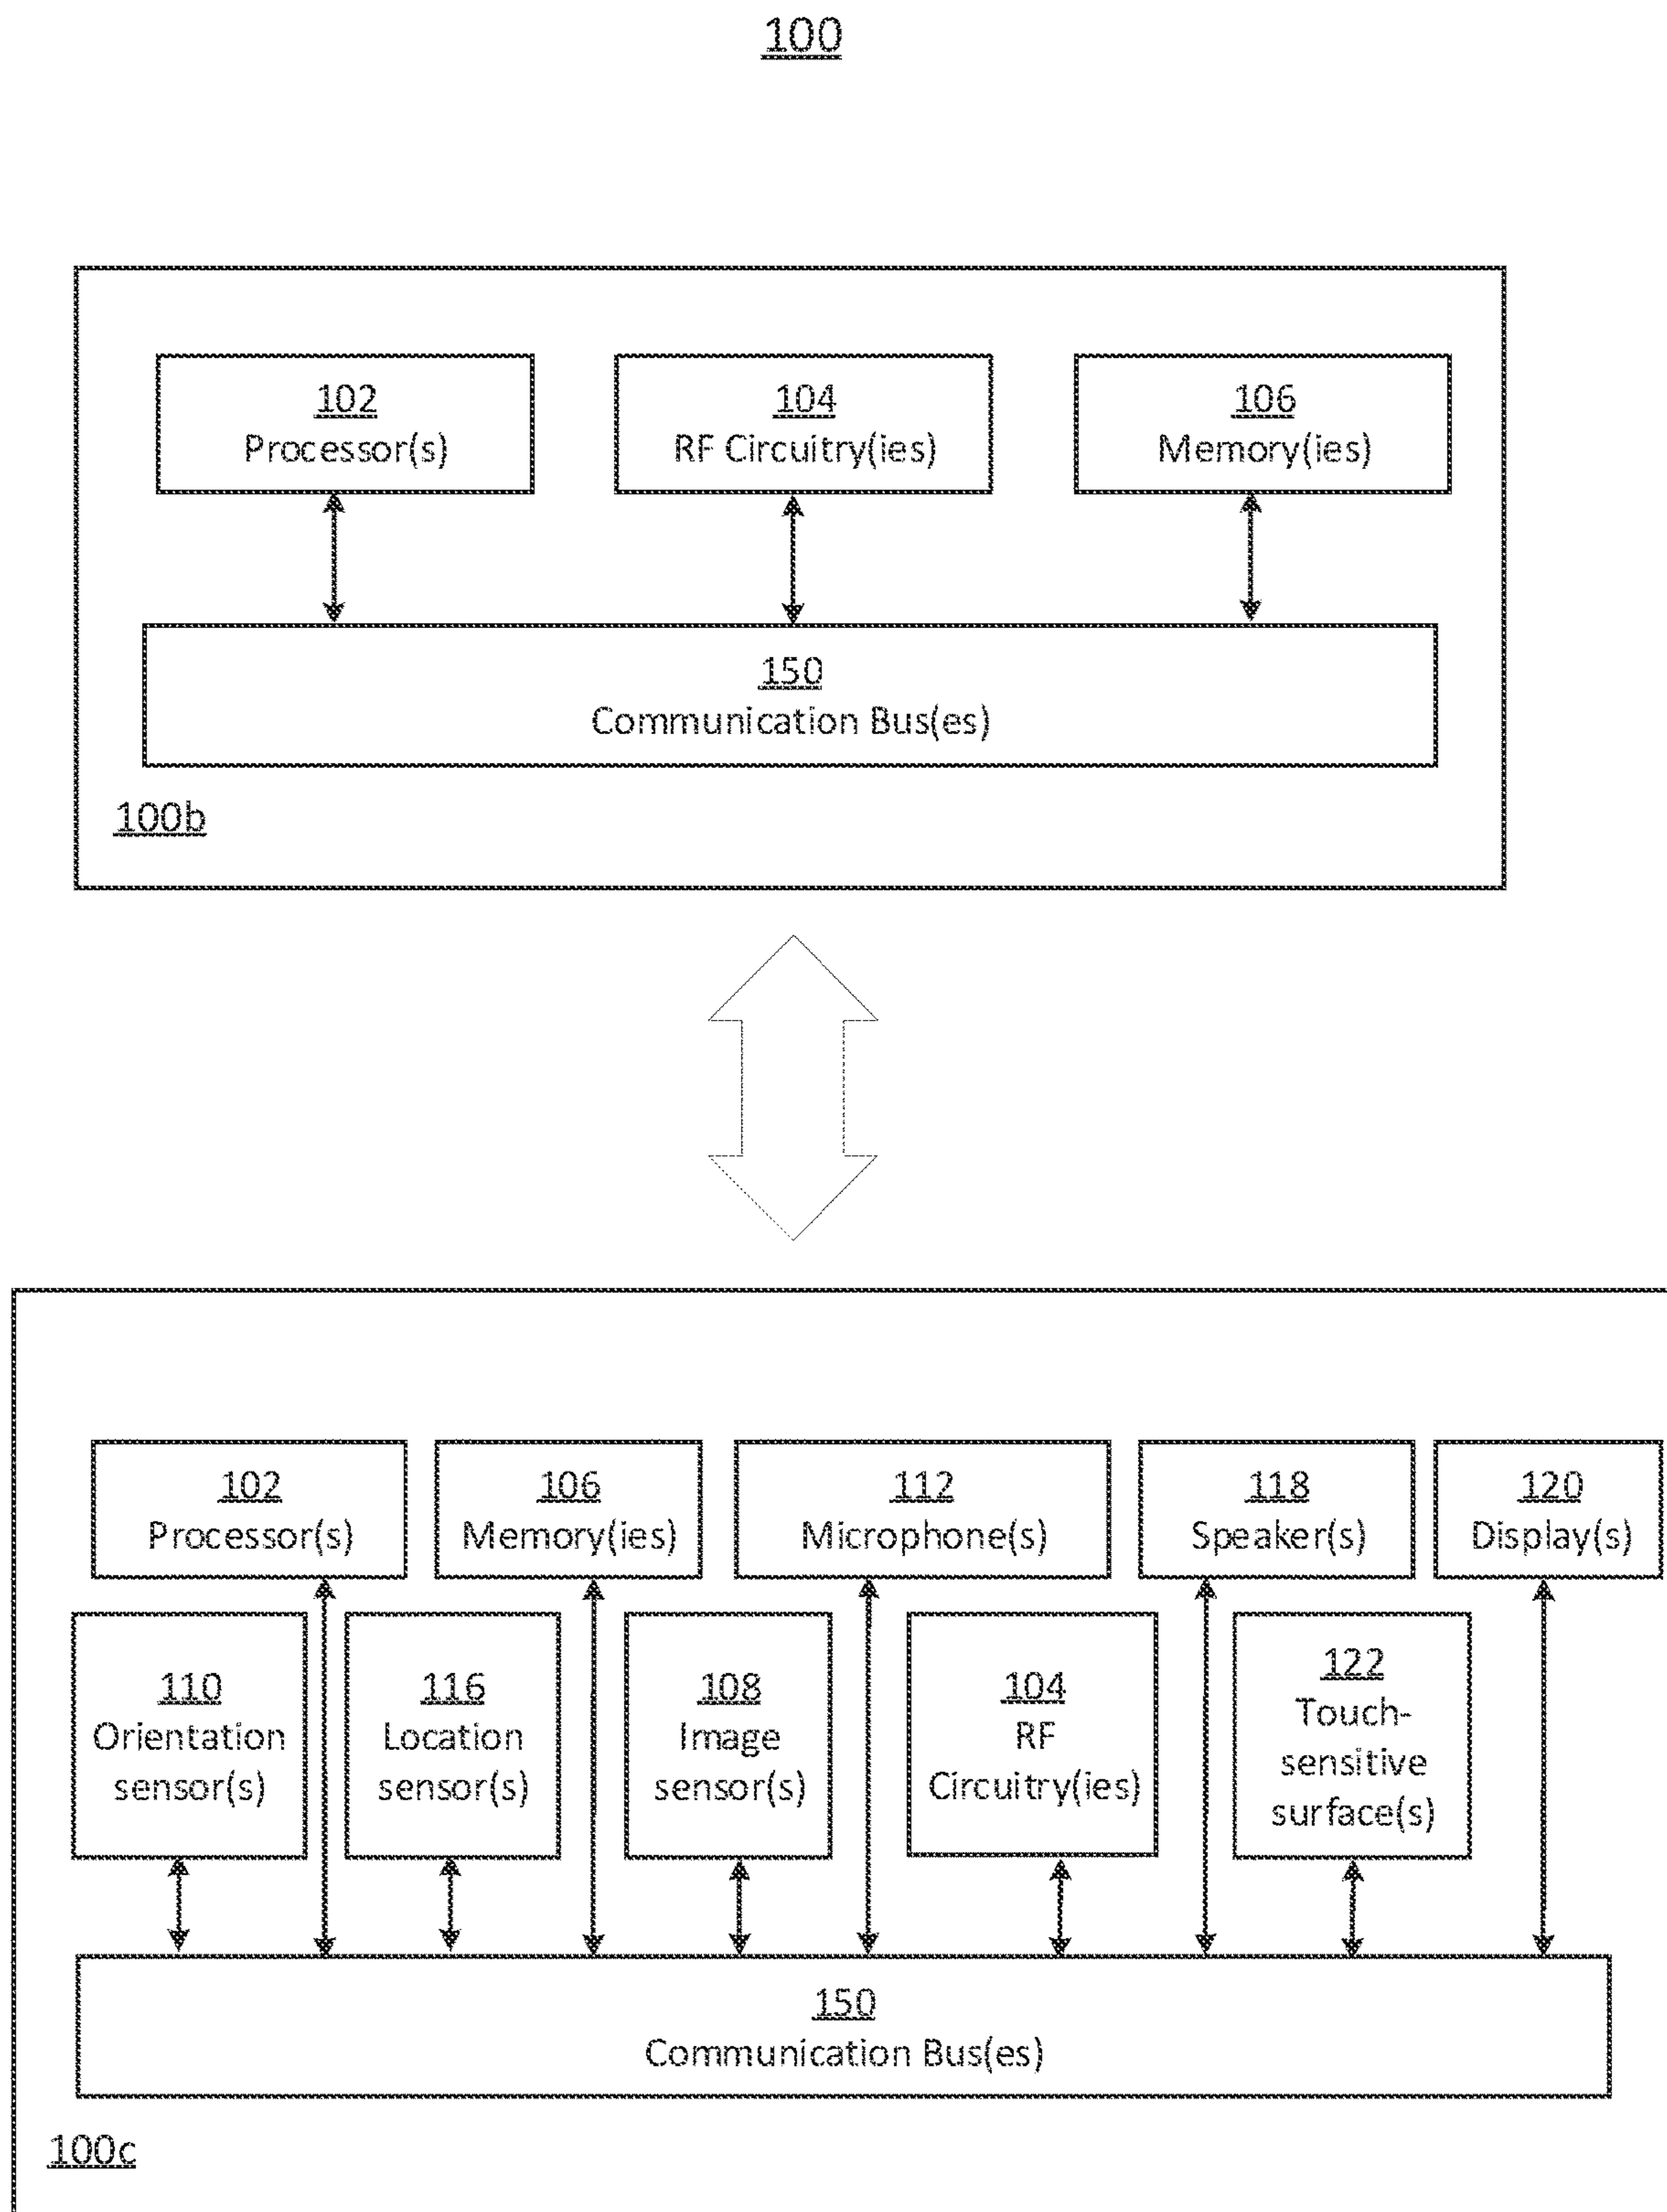 100
102
Processor(s)
104
RF Circuitry(ies)
106
Memory(ies)
150
Communication Bus(es)
100b
102
Processor(s)
106
Memory(ies)
112
Microphone(s)
118
Speaker(s)
120
Display(s)
110
Orientation
sensor(s)
116
Location
sensor(s)
108
Image
sensor(s)
104
RF
Circuitry(ies)
122
Touch-
sensitive
surface(s)
150
Communication Bus(es)
100c